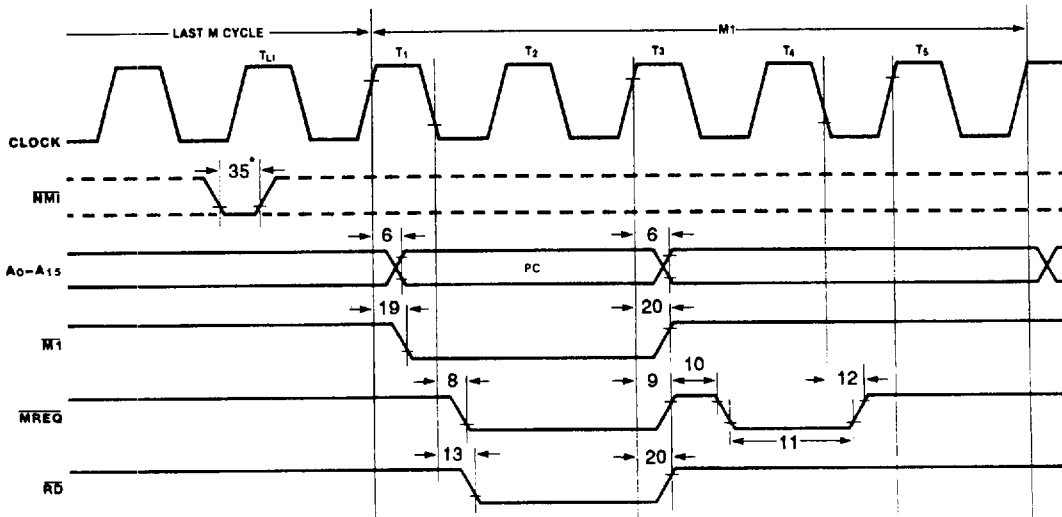 LAST M CYCLE M1
TLI T1 T2 T3 T4 T5
CLOCK
35*
NMI
6 6
A0–A15 PC
19 20
M1
8 9 10 12
MREQ
11
13 20
RD